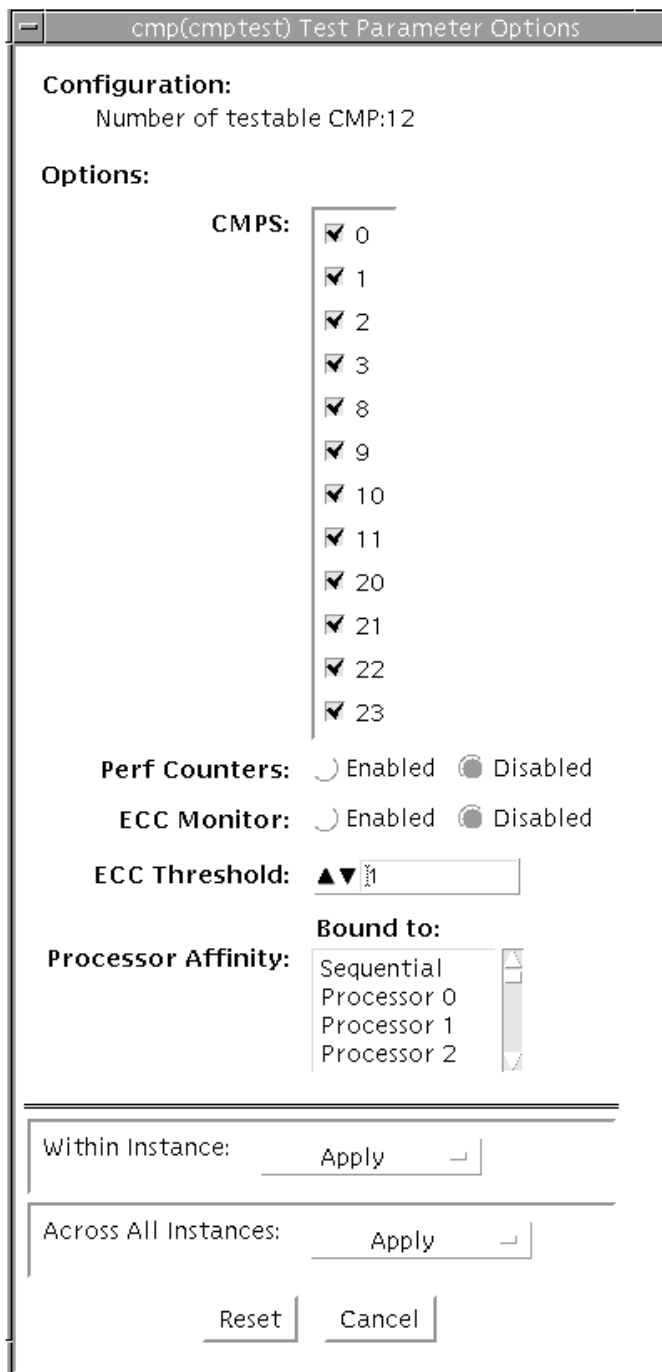 cmp(cmptest) Test Parameter Options
Configuration:
Number of testable CMP:12
Options:
CMPS:
0
1
2
3
8
9
10
11
20
21
22
23
Perf Counters: Enabled Disabled
ECC Monitor: Enabled Disabled
ECC Threshold: 1
Bound to:
Processor Affinity:
Sequential
Processor 0
Processor 1
Processor 2
Within Instance: Apply
Across All Instances: Apply
Reset Cancel